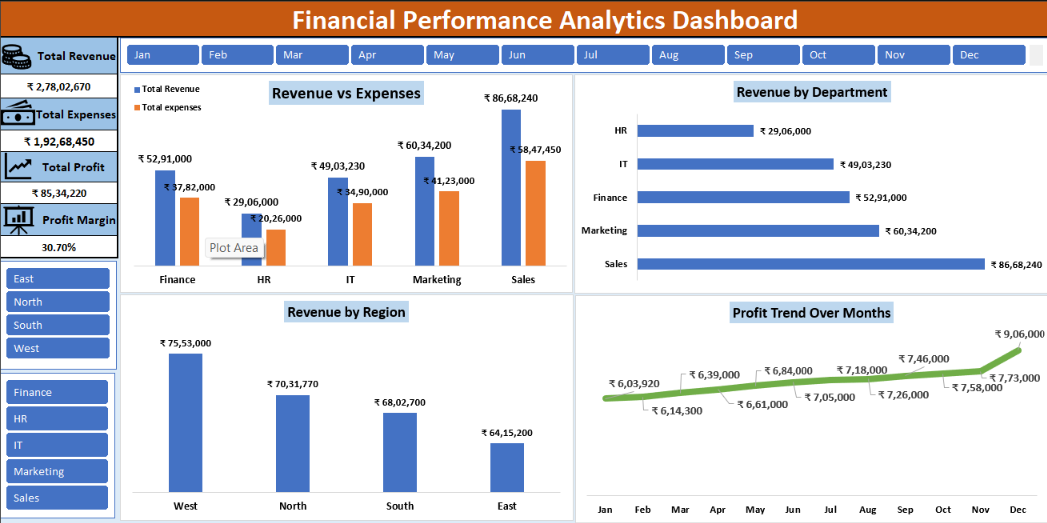 Financial Performance Analytics Dashboard
Total Revenue
₹ 2,78,02,670
Total Expenses
₹ 1,92,68,450
Total Profit
₹ 85,34,220
Profit Margin
30.70%
East
North
South
West
Finance
HR
IT
Marketing
Sales
Jan Feb Mar Apr May Jun Jul Aug Sep Oct Nov Dec
Revenue vs Expenses
Total Revenue
Total expenses
₹ 52,91,000
₹ 37,82,000
₹ 29,06,000
₹ 20,26,000
₹ 49,03,230
₹ 34,90,000
₹ 60,34,200
₹ 41,23,000
₹ 86,68,240
₹ 58,47,450
Plot Area
Finance HR IT Marketing Sales
Revenue by Department
HR ₹ 29,06,000
IT ₹ 49,03,230
Finance ₹ 52,91,000
Marketing ₹ 60,34,200
Sales ₹ 86,68,240
Revenue by Region
₹ 75,53,000
₹ 70,31,770
₹ 68,02,700
₹ 64,15,200
West North South East
Profit Trend Over Months
₹ 6,03,920
₹ 6,14,300
₹ 6,39,000
₹ 6,61,000
₹ 6,84,000
₹ 7,05,000
₹ 7,18,000
₹ 7,26,000
₹ 7,46,000
₹ 7,58,000
₹ 7,73,000
₹ 9,06,000
Jan Feb Mar Apr May Jun Jul Aug Sep Oct Nov Dec